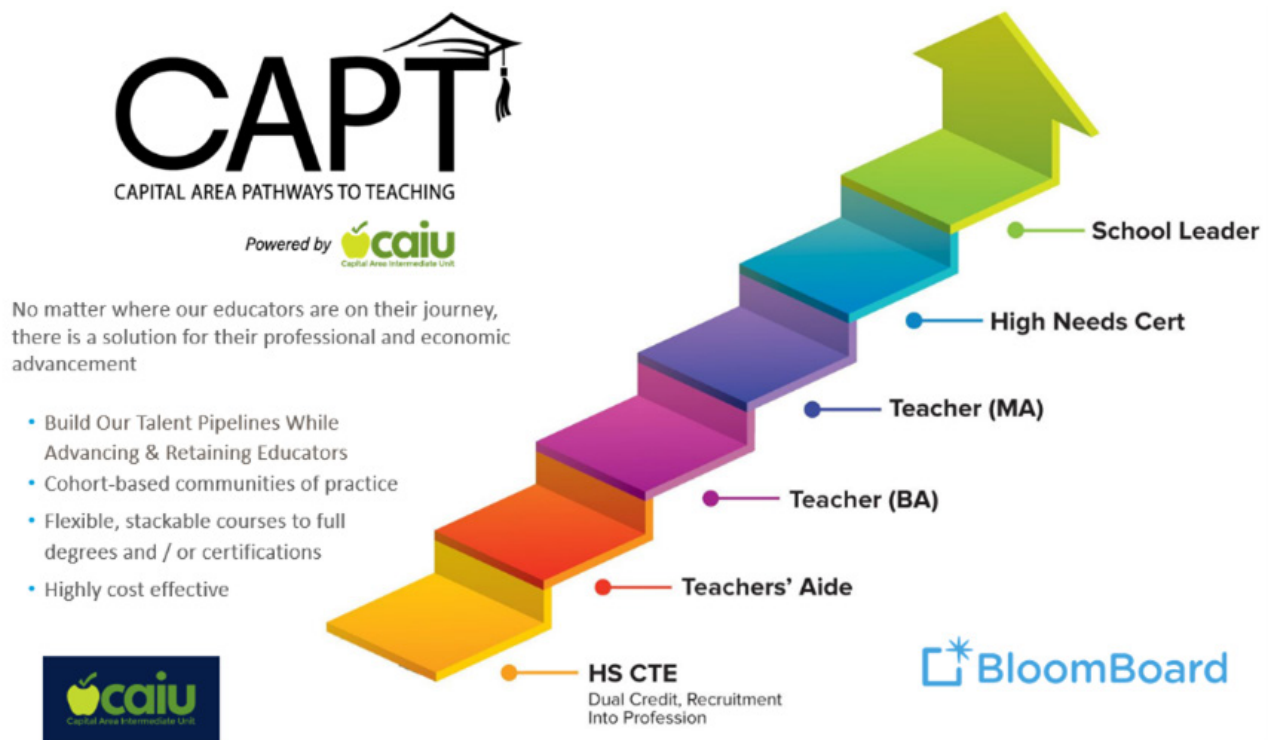 CAPT
CAPITAL AREA PATHWAYS TO TEACHING
Powered by caiu
Capital Area Intermediate Unit
No matter where our educators are on their journey,
there is a solution for their professional and economic
advancement
• Build Our Talent Pipelines While
Advancing & Retaining Educators
• Cohort-based communities of practice
• Flexible, stackable courses to full
degrees and / or certifications
• Highly cost effective
School Leader
High Needs Cert
Teacher (MA)
Teacher (BA)
Teachers' Aide
HS CTE
Dual Credit, Recruitment
Into Profession
caiu
Capital Area Intermediate Unit
BloomBoard